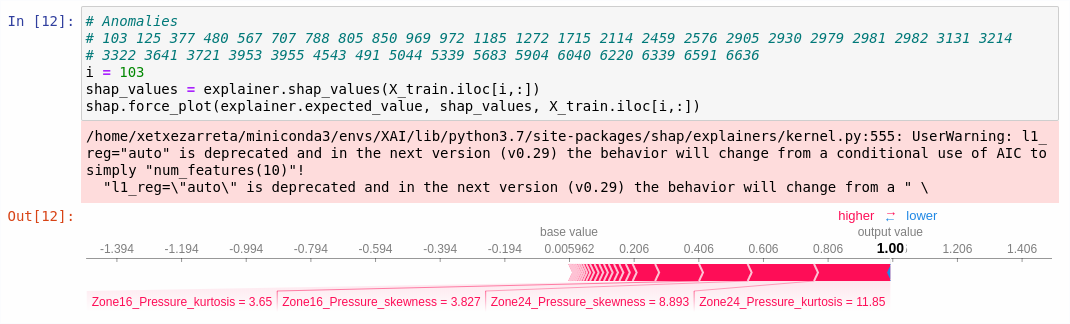 In [12]:
# Anomalies
# 103 125 377 480 567 707 788 805 850 969 972 1185 1272 1715 2114 2459 2576 2905 2930 2979 2981 2982 3131 3214
# 3322 3641 3721 3953 3955 4543 491 5044 5339 5683 5904 6040 6220 6339 6591 6636
i = 103
shap_values = explainer.shap_values(X_train.iloc[i,:])
shap.force_plot(explainer.expected_value, shap_values, X_train.iloc[i,:])
/home/xetxezarreta/miniconda3/envs/XAI/lib/python3.7/site-packages/shap/explainers/kernel.py:555: UserWarning: l1_
reg="auto" is deprecated and in the next version (v0.29) the behavior will change from a conditional use of AIC to
simply "num_features(10)"!
"l1_reg=\"auto\" is deprecated and in the next version (v0.29) the behavior will change from a " \
Out[12]:
higher ⇄ lower
base value output value
-1.394 -1.194 -0.994 -0.794 -0.594 -0.394 -0.194 0.005962 0.206 0.406 0.606 0.806 1.00 1.206 1.406
Zone16_Pressure_kurtosis = 3.65 Zone16_Pressure_skewness = 3.827 Zone24_Pressure_skewness = 8.893 Zone24_Pressure_kurtosis = 11.85